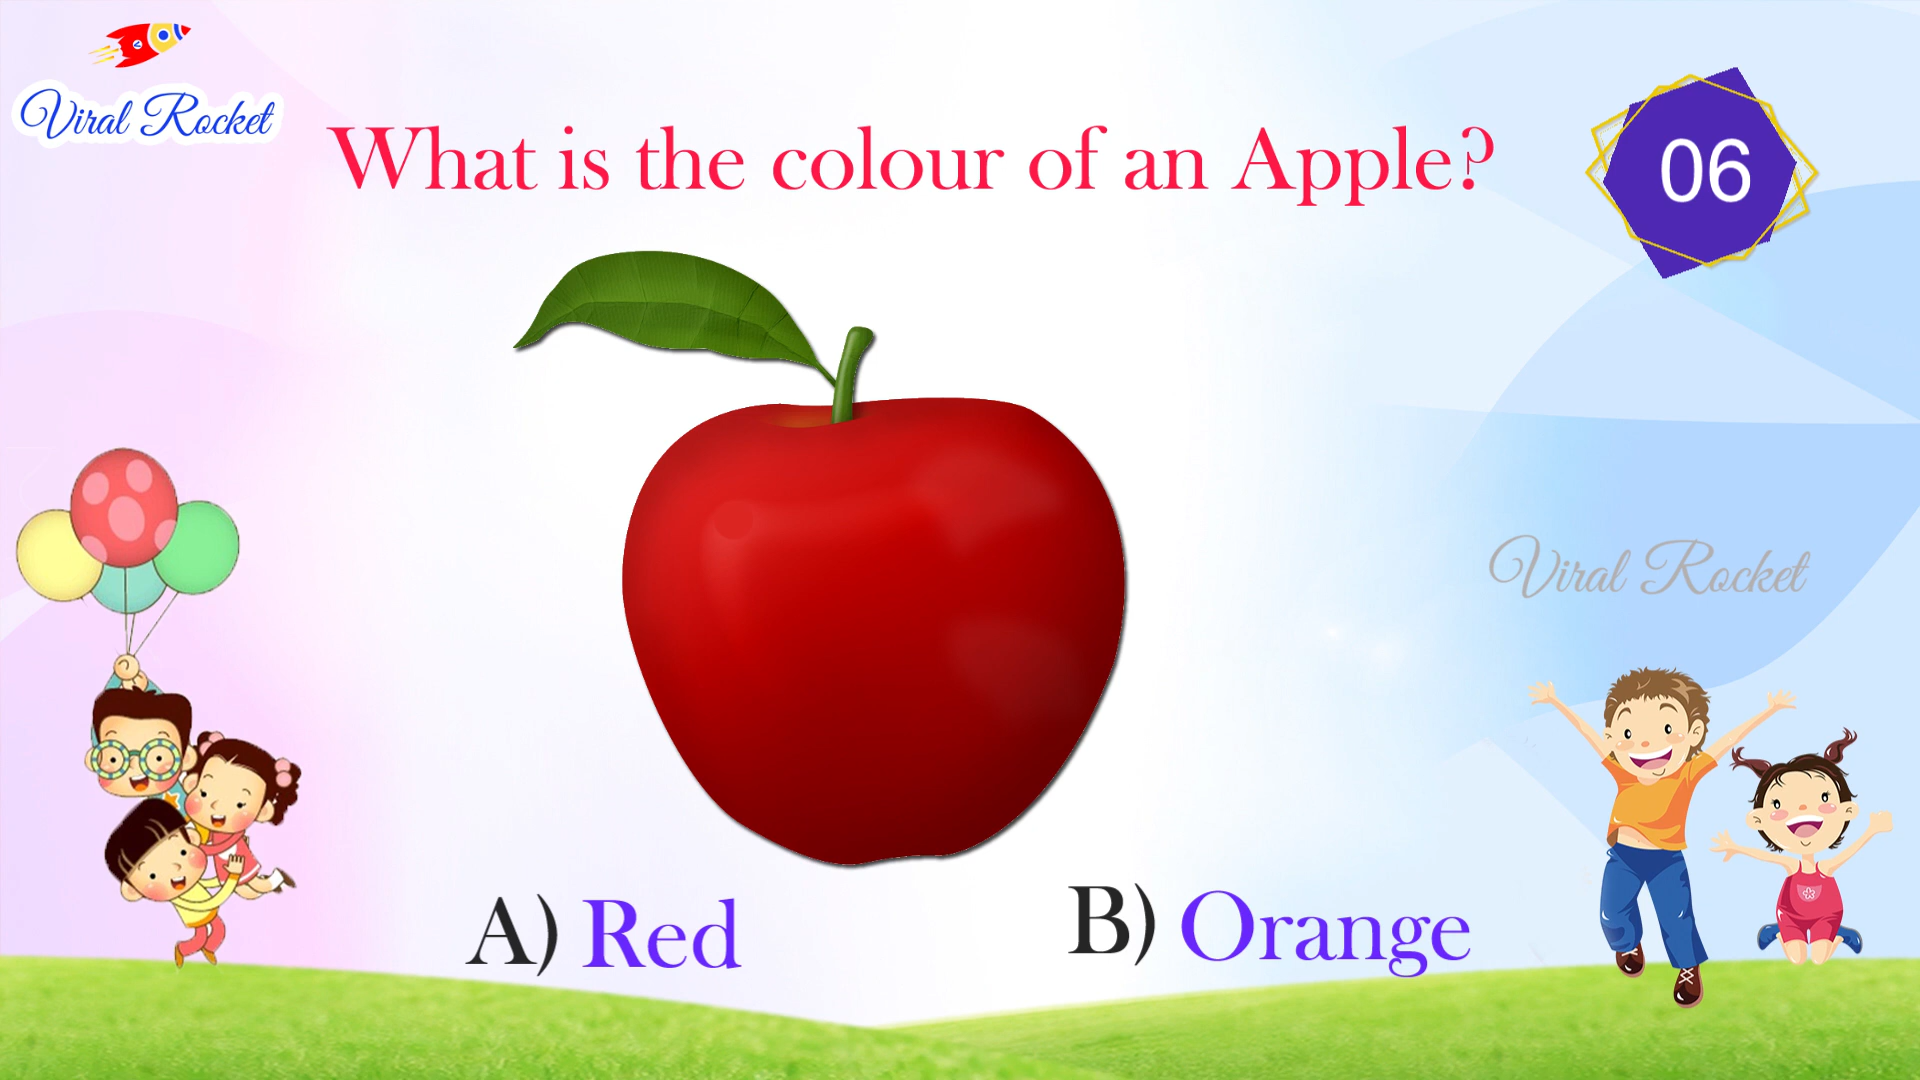 Viral Rocket
What is the colour of an Apple?
06
Viral Rocket
A) Red
B) Orange